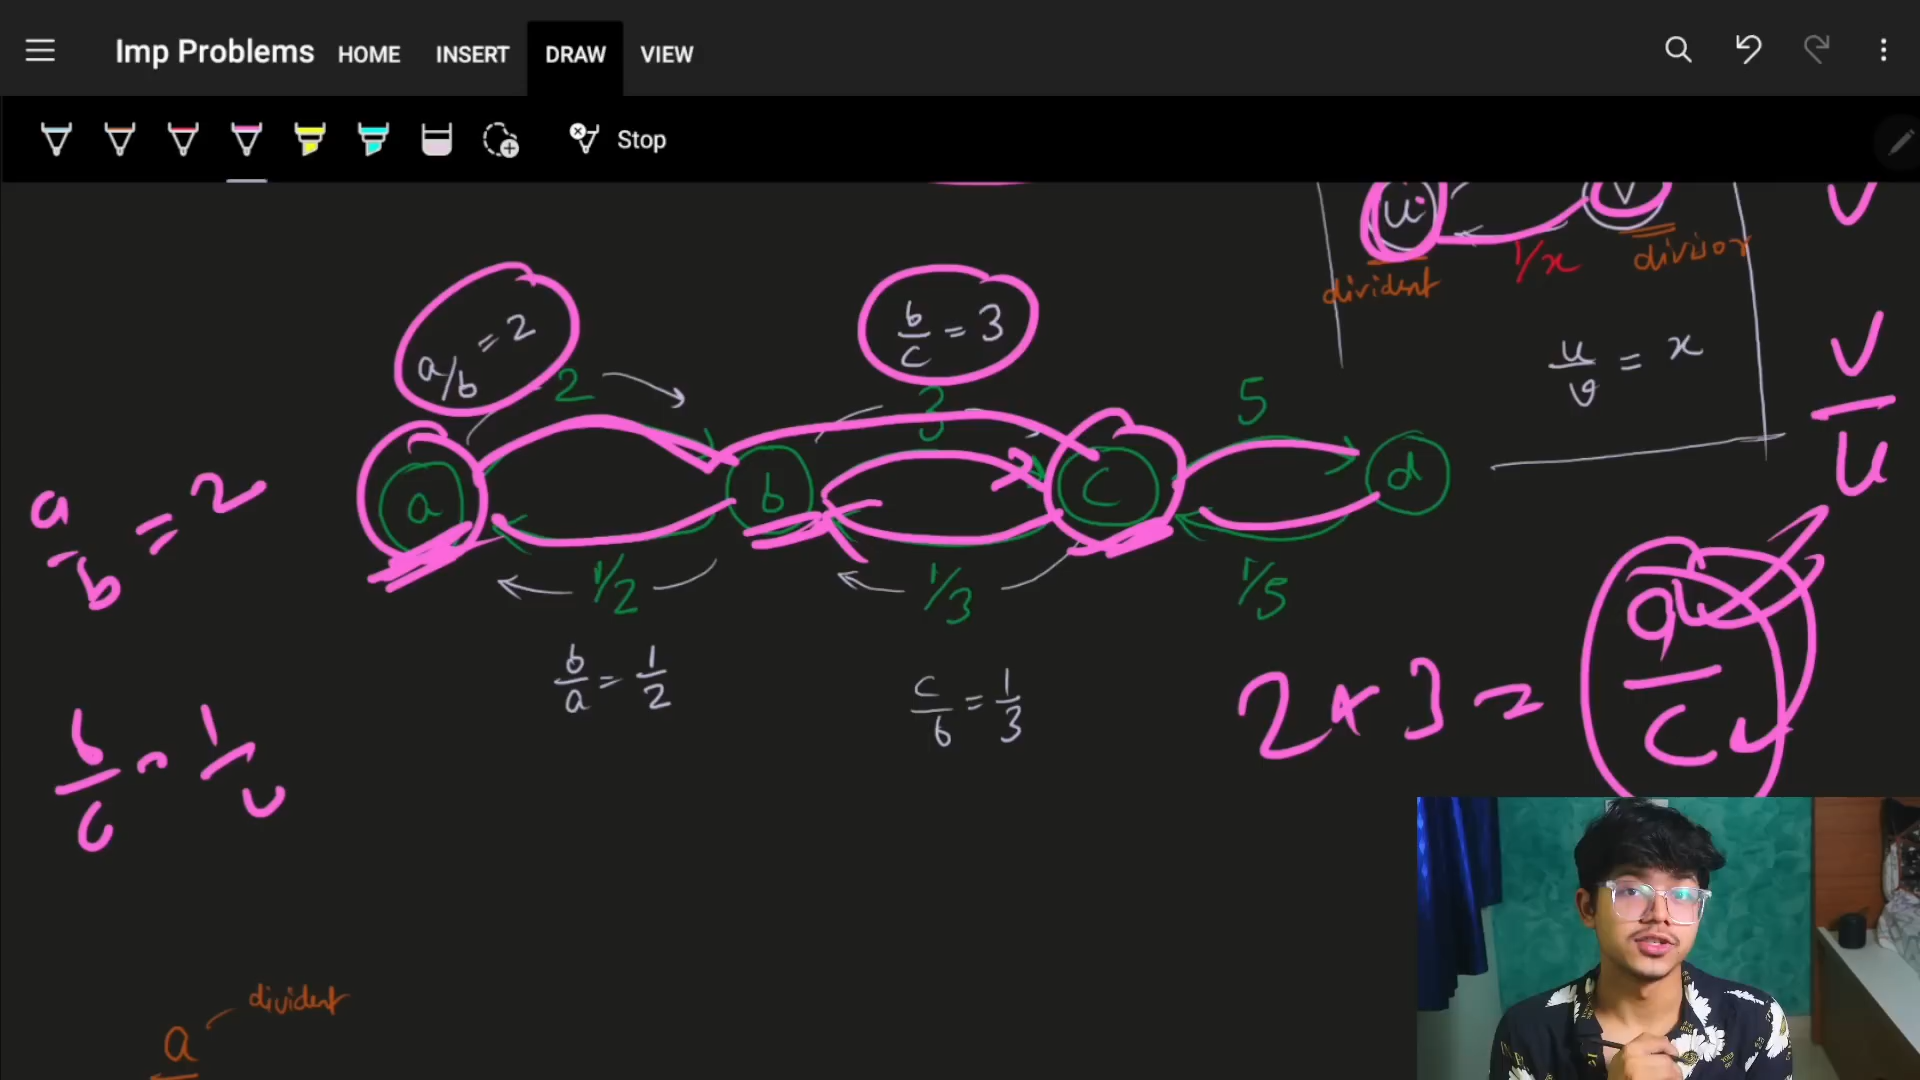 Imp Problems HOME INSERT DRAW VIEW
Stop
u v
v
divident 1/x divisor
a/b = 2
b/c = 3
u/v = x
v/u
2 3 5
a b c d
a/b = 2
1/2 1/3 1/5
b/a = 1/2
c/b = 1/3
2 * 3 =
a/c
b/c
divident
a